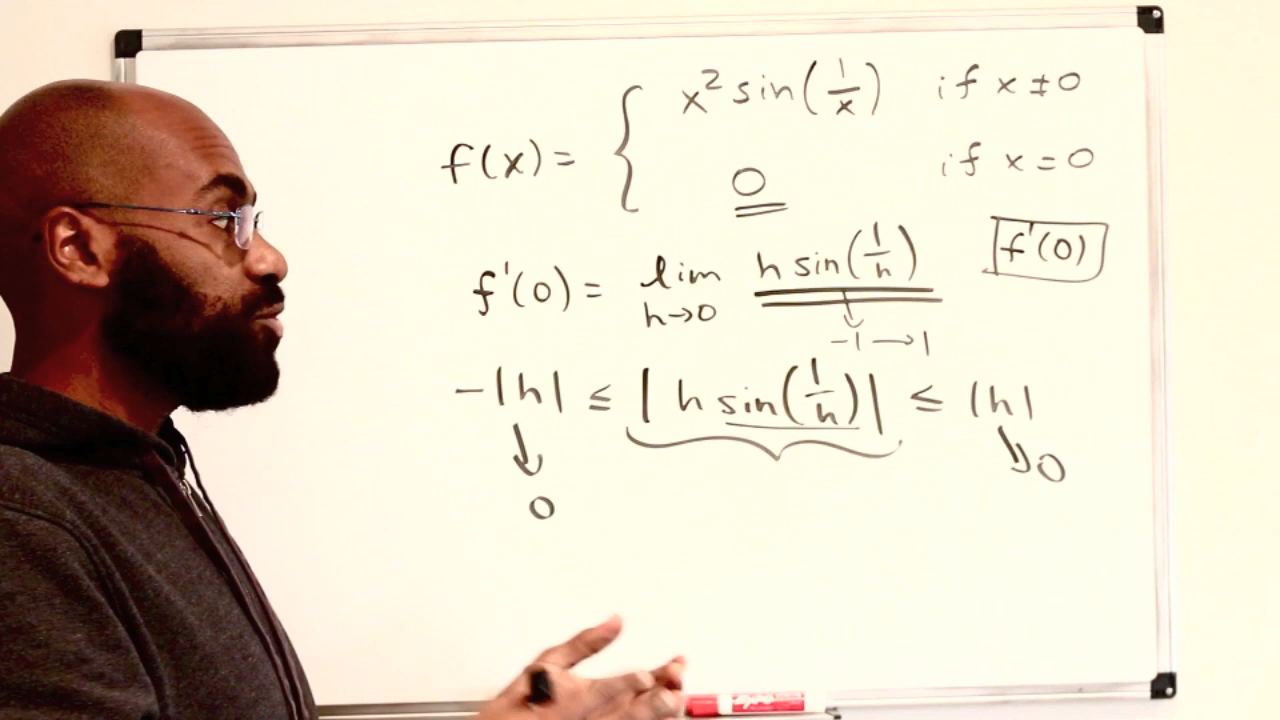 f(x) = { x² sin(1/x) if x ≠ 0
0 if x = 0
f'(0) = lim h→0 h sin(1/h)
f'(0)
-1 → 1
-|h| ≤ |h sin(1/h)| ≤ |h|
↓ 0
↓ 0
EXPO